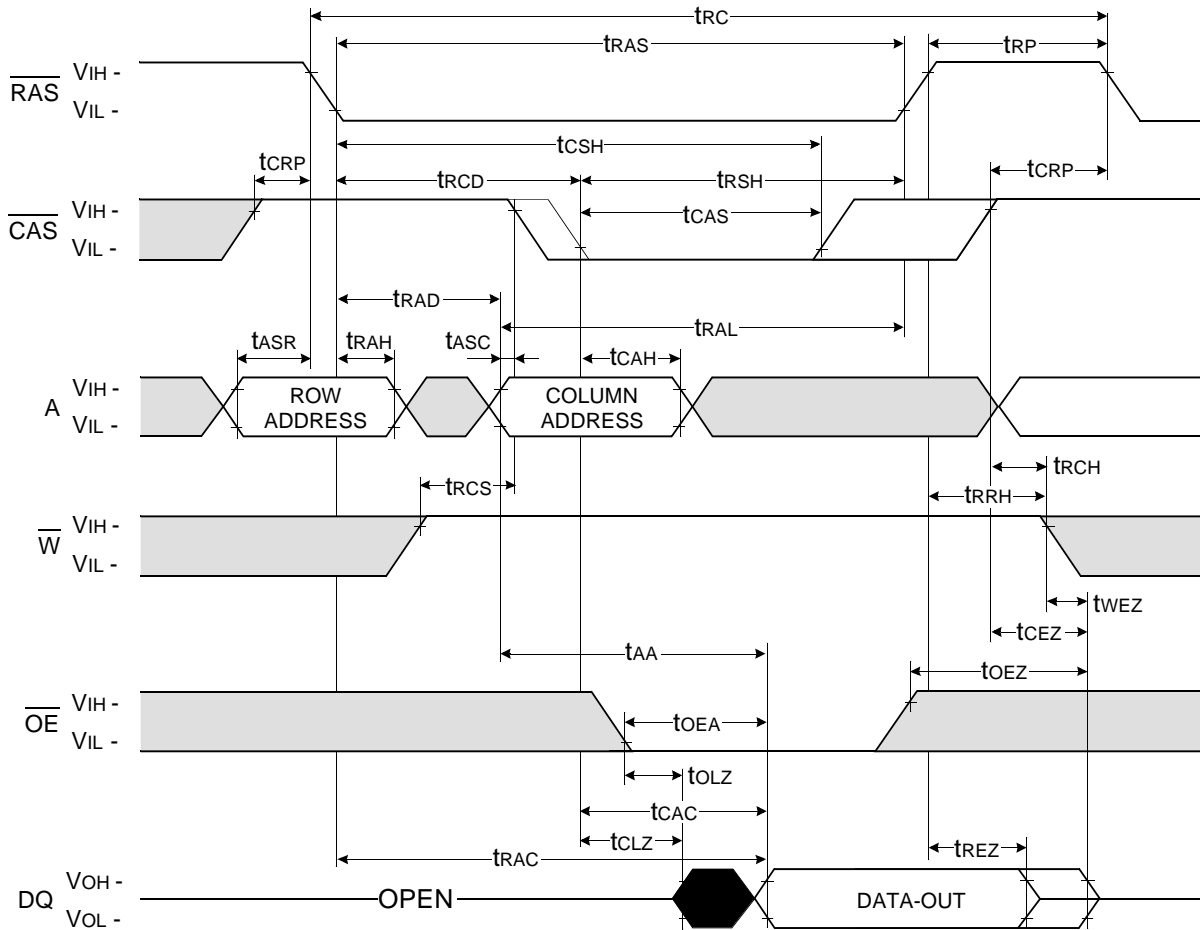 tRC
tRAS
tRP
RAS
VIH -
VIL -
tCSH
tCRP
tRCD
tRSH
tCRP
CAS
VIH -
VIL -
tCAS
tRAD
tRAL
tASR
tRAH
tASC
tCAH
A
VIH -
VIL -
ROW
ADDRESS
COLUMN
ADDRESS
tRCS
tRCH
tRRH
W
VIH -
VIL -
tWEZ
tCEZ
tAA
tOEZ
OE
VIH -
VIL -
tOEA
tOLZ
tCAC
tCLZ
tREZ
tRAC
DQ
VOH -
VOL -
OPEN
DATA-OUT